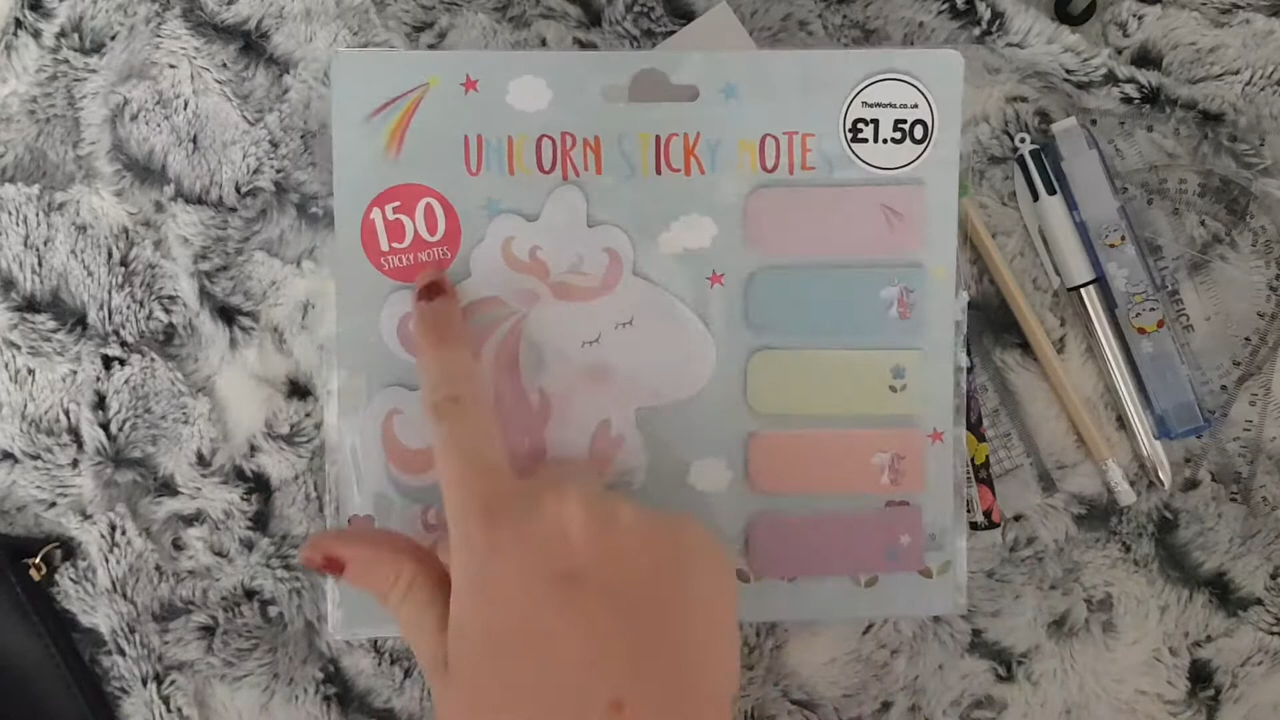 TheWorks.co.uk
£1.50
UNICORN STICKY NOTES
150
STICKY NOTES